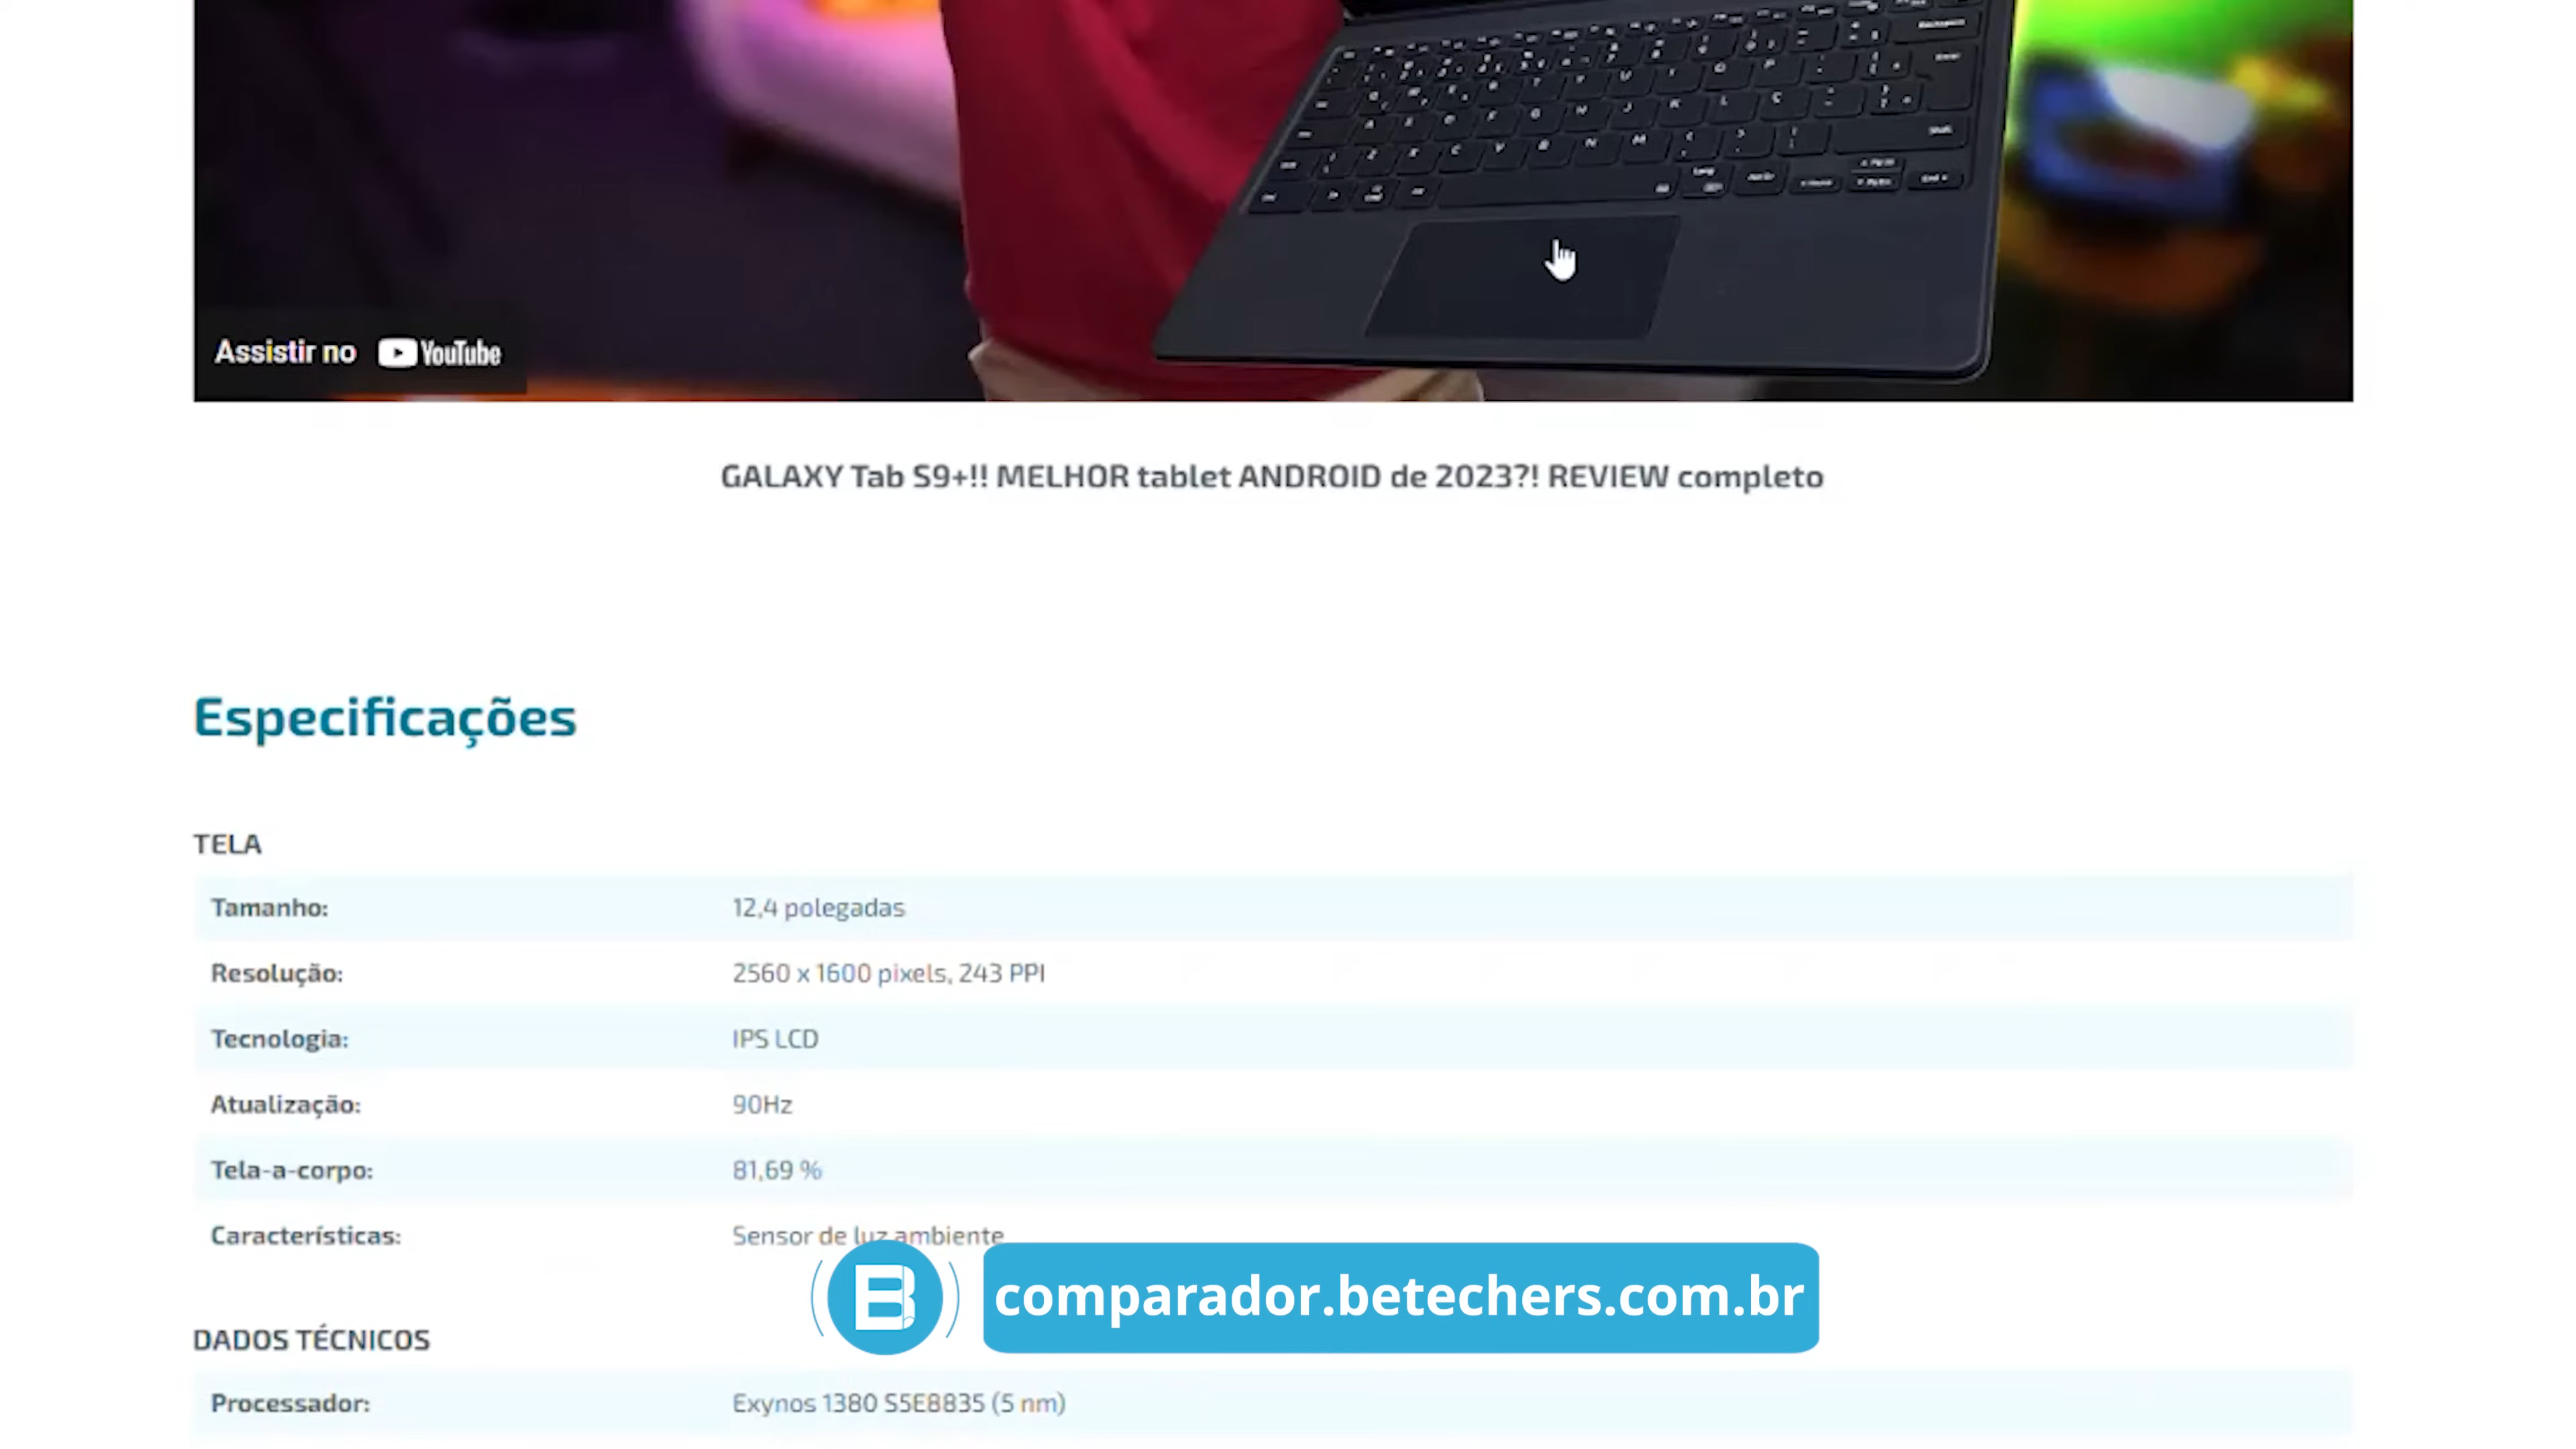 Assistir no YouTube
GALAXY Tab S9+!! MELHOR tablet ANDROID de 2023?! REVIEW completo
Especificações
TELA
Tamanho: 12,4 polegadas
Resolução: 2560 x 1600 pixels, 243 PPI
Tecnologia: IPS LCD
Atualização: 90Hz
Tela-a-corpo: 81,69 %
Características: Sensor de luz ambiente
B comparador.betechers.com.br
DADOS TÉCNICOS
Processador: Exynos 1380 S5E8835 (5 nm)